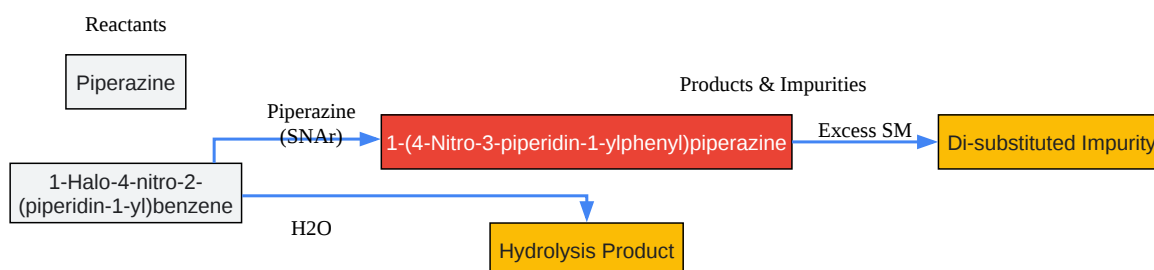 Reactants
Piperazine
Products & Impurities
Piperazine
(SNAr)
1-(4-Nitro-3-piperidin-1-ylphenyl)piperazine
Excess SM
Di-substituted Impurity
1-Halo-4-nitro-2-
(piperidin-1-yl)benzene
H2O
Hydrolysis Product